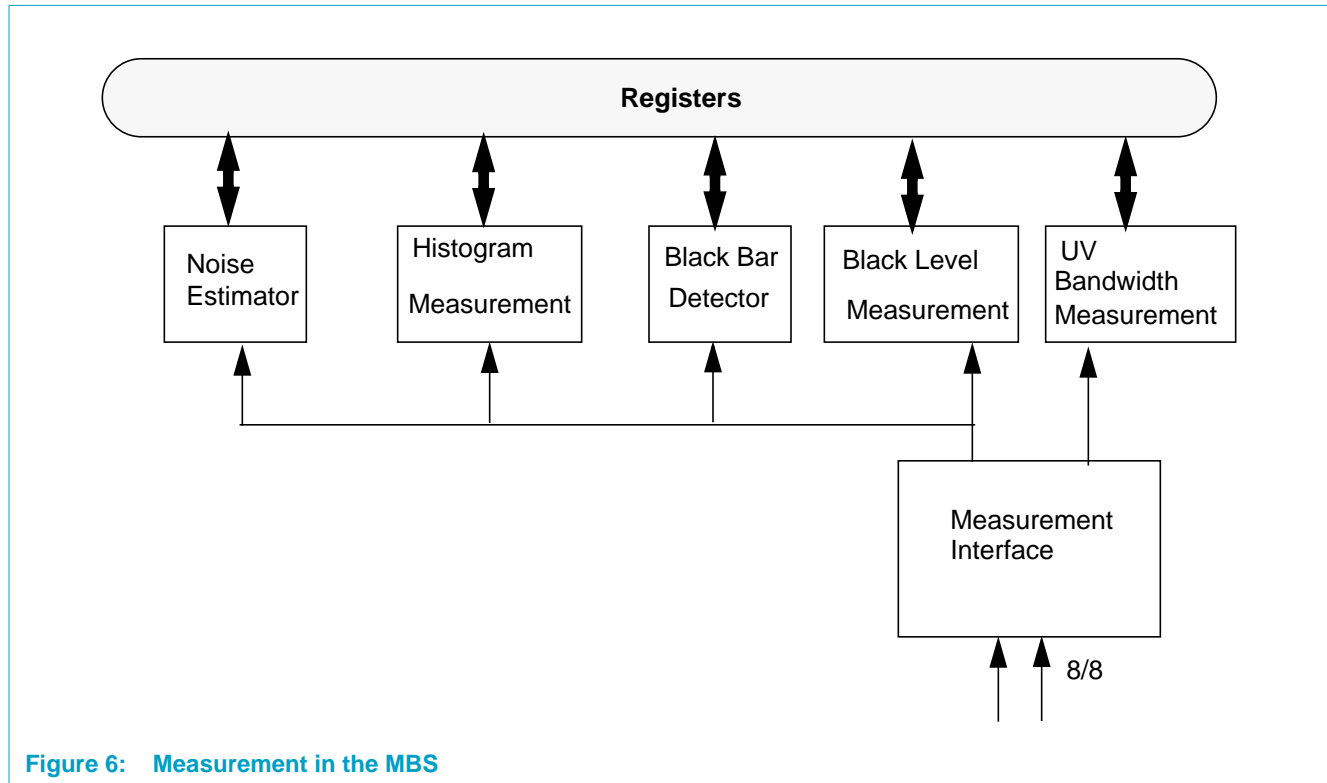 Registers
Noise
Estimator
Histogram
Measurement
Black Bar
Detector
Black Level
Measurement
UV
Bandwidth
Measurement
Measurement
Interface
8/8
Figure 6: Measurement in the MBS